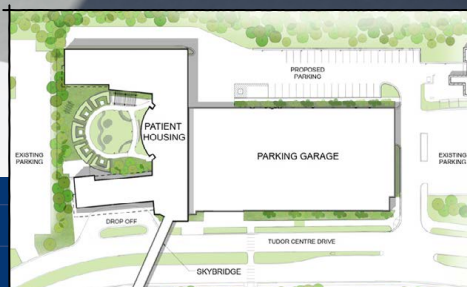 PROPOSED
PARKING
PATIENT
HOUSING
EXISTING
PARKING
PARKING GARAGE
EXISTING
PARKING
DROP OFF
TUDOR CENTRE DRIVE
SKYBRIDGE